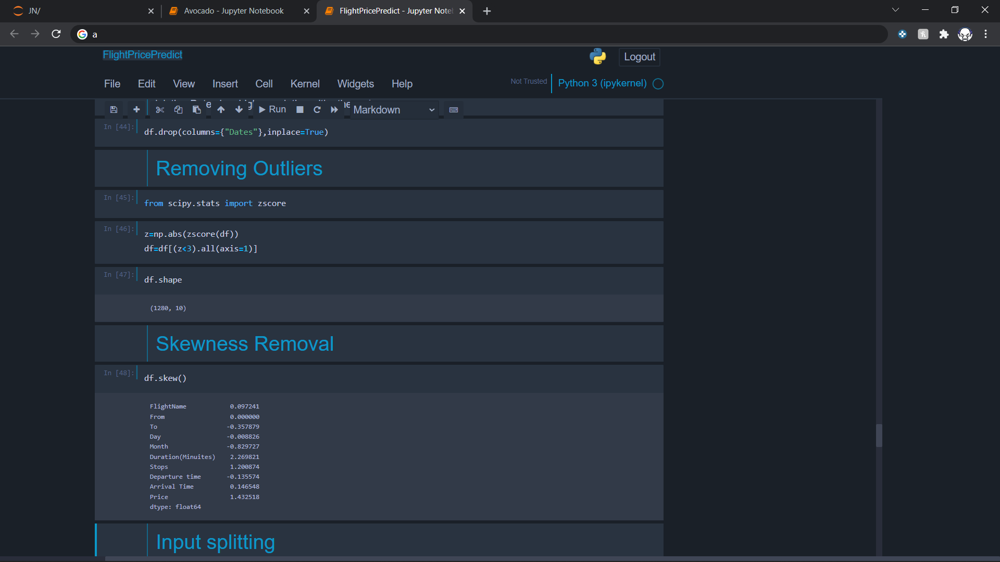 JN/
Avocado - Jupyter Notebook
FlightPricePredict - Jupyter Note
a
FlightPricePredict
Logout
File Edit View Insert Cell Kernel Widgets Help
Not Trusted
Python 3 (ipykernel)
Run
Markdown
In [44]:
df.drop(columns={"Dates"},inplace=True)
Removing Outliers
In [45]:
from scipy.stats import zscore
In [46]:
z=np.abs(zscore(df))
df=df[(z<3).all(axis=1)]
In [47]:
df.shape
(1280, 10)
Skewness Removal
In [48]:
df.skew()
FlightName 0.097241
From 0.000000
To -0.357879
Day -0.008826
Month -0.829727
Duration(Minuites) 2.269821
Stops 1.200874
Departure time -0.135574
Arrival Time 0.146548
Price 1.432518
dtype: float64
Input splitting